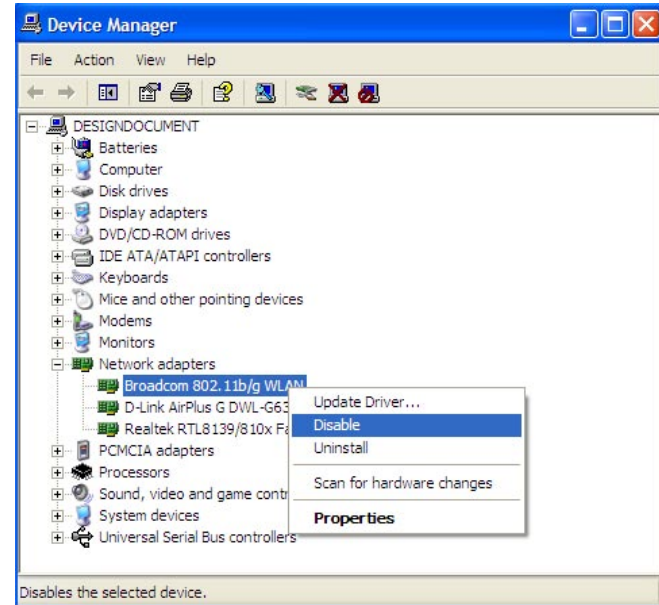 Device Manager
File Action View Help
DESIGNDOCUMENT
Batteries
Computer
Disk drives
Display adapters
DVD/CD-ROM drives
IDE ATA/ATAPI controllers
Keyboards
Mice and other pointing devices
Modems
Monitors
Network adapters
Broadcom 802.11b/g WLAN
D-Link AirPlus G DWL-G63
Realtek RTL8139/810x Fa
PCMCIA adapters
Processors
Sound, video and game contr
System devices
Universal Serial Bus controllers
Update Driver...
Disable
Uninstall
Scan for hardware changes
Properties
Disables the selected device.